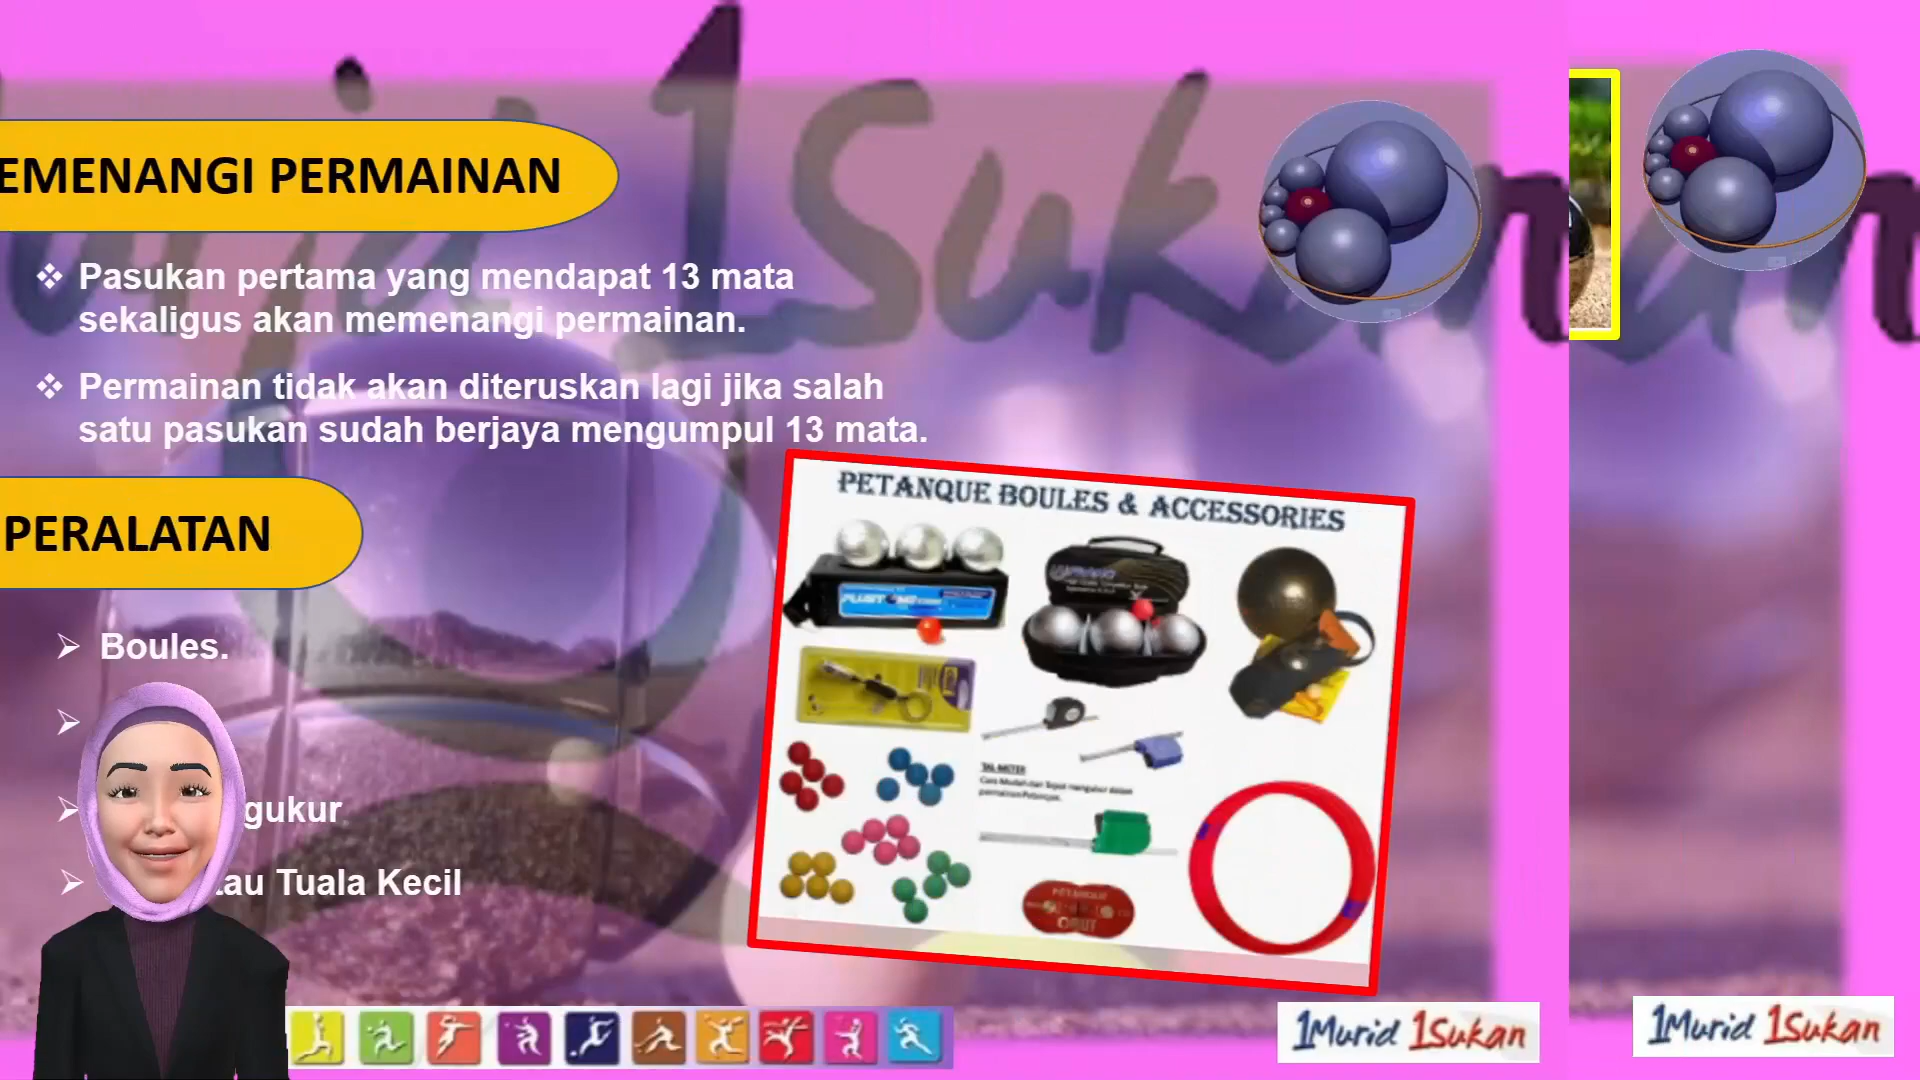 EMENANGI PERMAINAN
❖ Pasukan pertama yang mendapat 13 mata
sekaligus akan memenangi permainan.
❖ Permainan tidak akan diteruskan lagi jika salah
satu pasukan sudah berjaya mengumpul 13 mata.
PERALATAN
➢ Boules.
➢
➢ gukur
➢ au Tuala Kecil
PETANQUE BOULES & ACCESSORIES
1Murid 1Sukan
1Murid 1Sukan
1Sukan